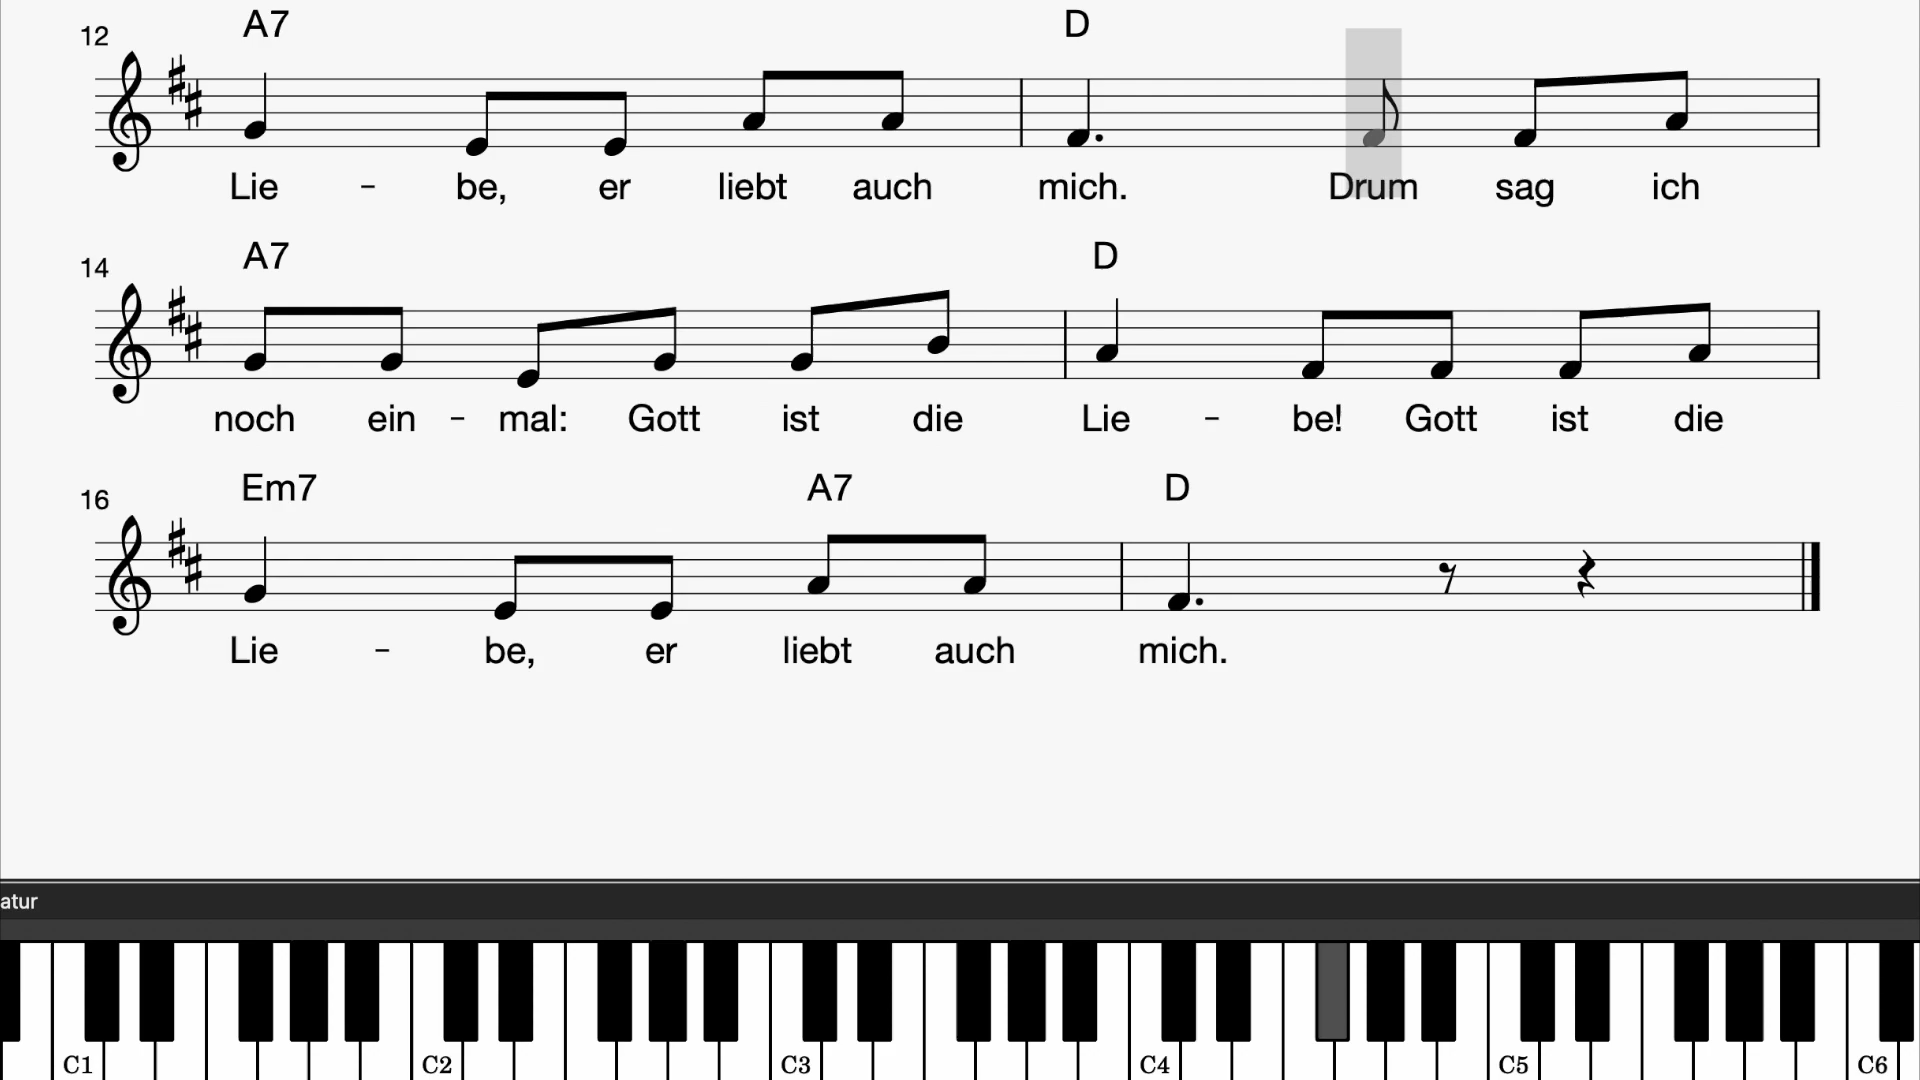 12 A7 D
Lie - be, er liebt auch mich. Drum sag ich
14 A7 D
noch ein - mal: Gott ist die Lie - be! Gott ist die
16 Em7 A7 D
Lie - be, er liebt auch mich.
atur
C1 C2 C3 C4 C5 C6